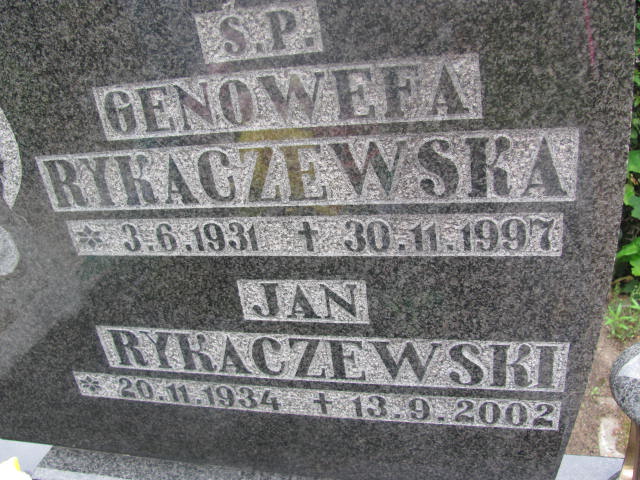 Ś.P.
GENOWEFA
RYKACZEWSKA
* 3.6.1931 † 30.11.1997
JAN
RYKACZEWSKI
* 20.11.1934 † 13.9.2002